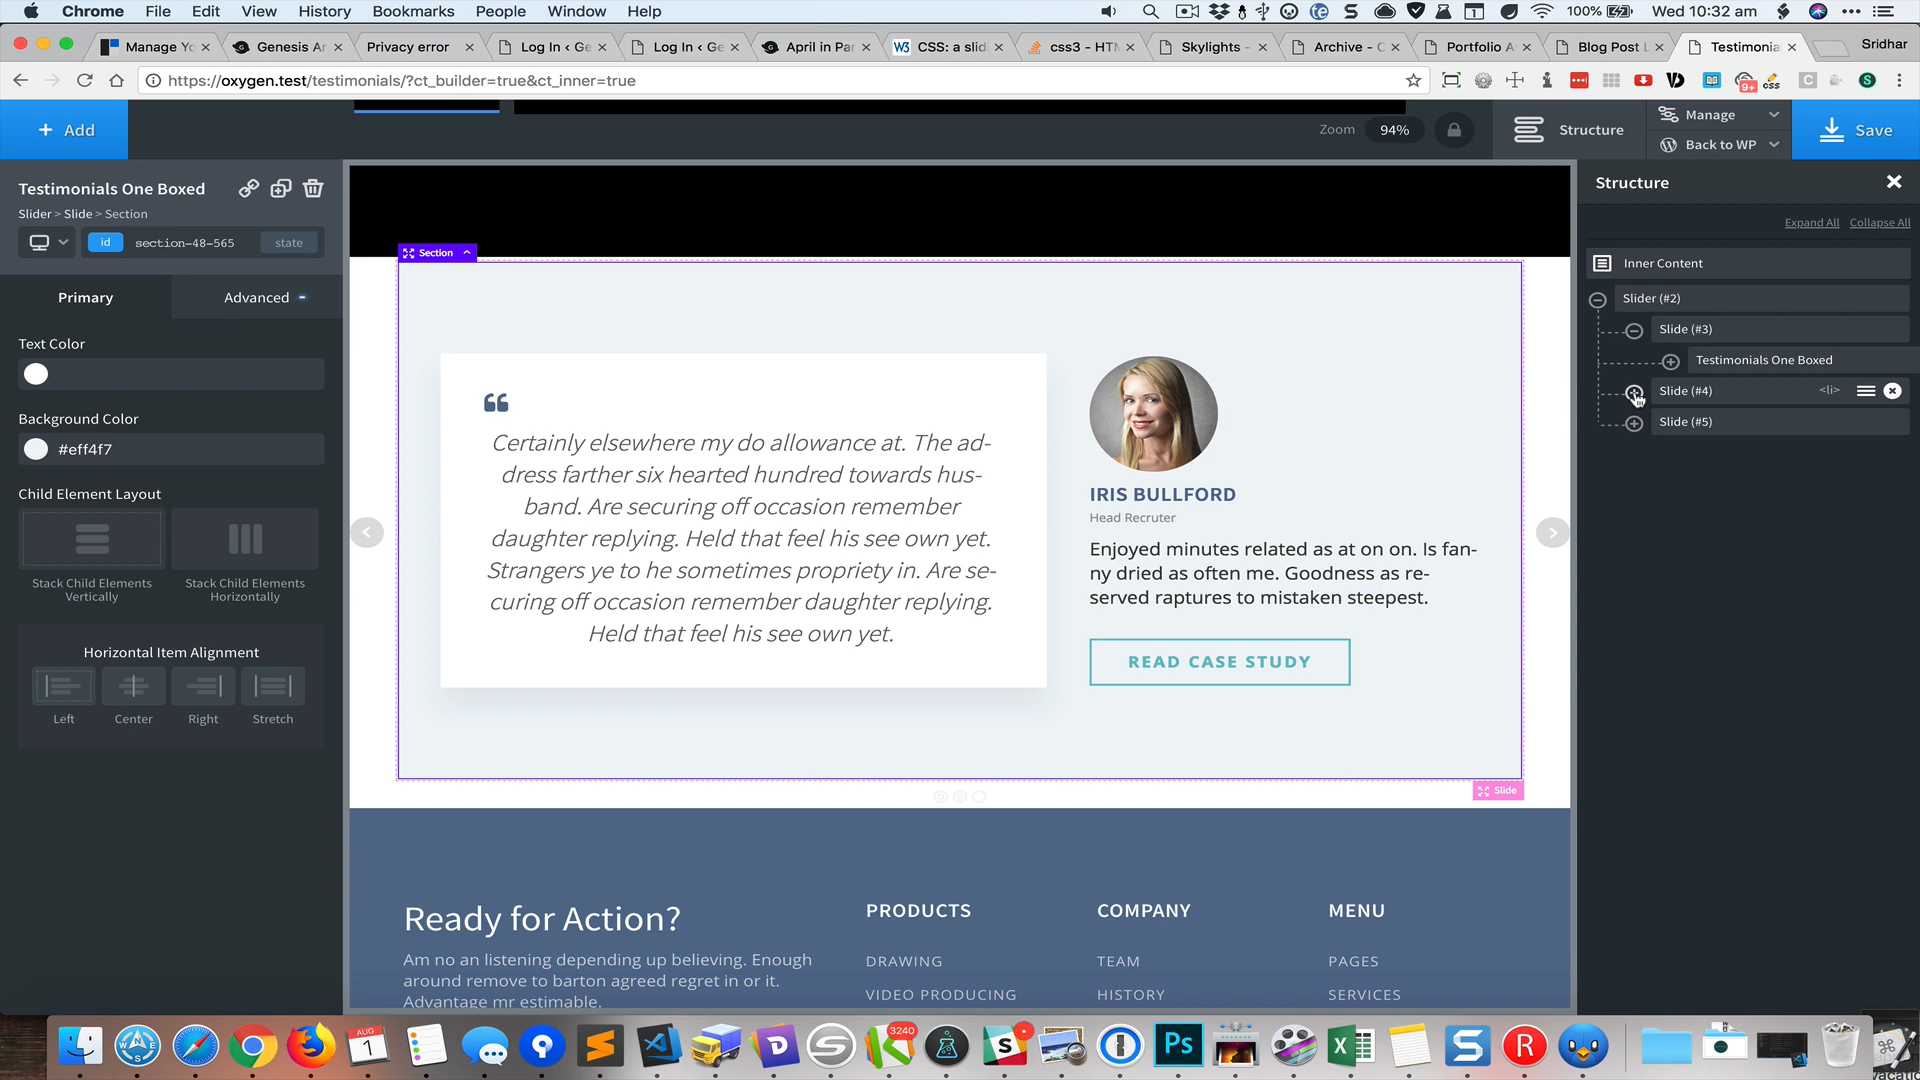 Chrome File Edit View History Bookmarks People Window Help
100% Wed 10:32 am
Manage Yo
Genesis Ar
Privacy error
Log In ‹ Ge
Log In ‹ Ge
April in Par
W3 CSS: a slid
css3 - HTM
Skylights -
Archive - C
Portfolio A
Blog Post L
Testimonia
Sridhar
https://oxygen.test/testimonials/?ct_builder=true&ct_inner=true
9+
css
+ Add
Zoom 94%
Structure
Manage
Back to WP
Save
Testimonials One Boxed
Slider > Slide > Section
id section-48-565 state
Primary
Advanced
Text Color
Background Color
#eff4f7
Child Element Layout
Stack Child Elements Vertically
Stack Child Elements Horizontally
Horizontal Item Alignment
Left Center Right Stretch
Section
Certainly elsewhere my do allowance at. The ad-
dress farther six hearted hundred towards hus-
band. Are securing off occasion remember
daughter replying. Held that feel his see own yet.
Strangers ye to he sometimes propriety in. Are se-
curing off occasion remember daughter replying.
Held that feel his see own yet.
IRIS BULLFORD
Head Recruter
Enjoyed minutes related as at on on. Is fan-
ny dried as often me. Goodness as re-
served raptures to mistaken steepest.
READ CASE STUDY
Slide
Ready for Action?
Am no an listening depending up believing. Enough
around remove to barton agreed regret in or it.
Advantage mr estimable.
PRODUCTS
DRAWING
VIDEO PRODUCING
COMPANY
TEAM
HISTORY
MENU
PAGES
SERVICES
Structure
Expand All Collapse All
Inner Content
Slider (#2)
Slide (#3)
Testimonials One Boxed
Slide (#4) <li>
Slide (#5)
AUG
1
3240
Ps